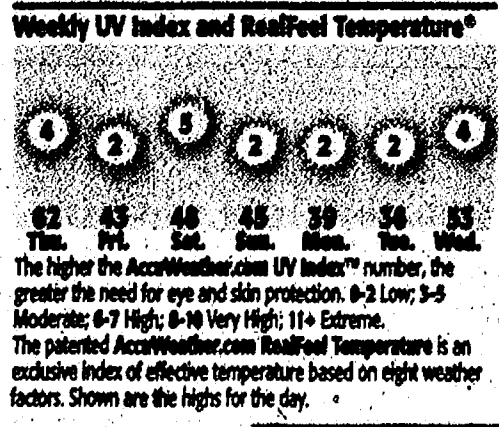 Weekly UV Index and RealFeel Temperature®
4 2 5 2 2 2 4
62 43 48 45 39 36 53
Thu. Fri. Sat. Sun. Mon. Tue. Wed.
The higher the AccuWeather.com UV Index™ number, the
greater the need for eye and skin protection. 0-2 Low; 3-5
Moderate; 6-7 High; 8-10 Very High; 11+ Extreme.
The patented AccuWeather.com RealFeel Temperature is an
exclusive index of effective temperature based on eight weather
factors. Shown are the highs for the day.